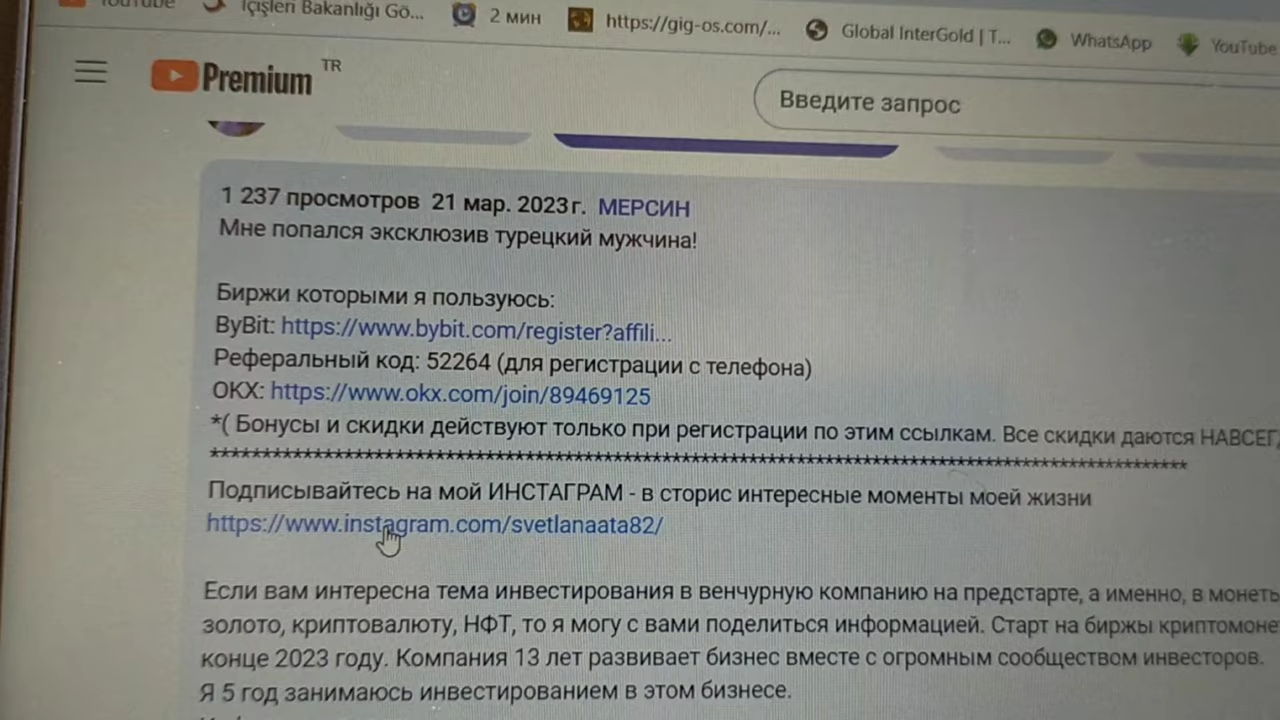 YouTube
İçişleri Bakanlığı Gö...
2 мин
https://gig-os.com/...
Global InterGold | T...
WhatsApp
YouTube
Premium TR
Введите запрос
1 237 просмотров 21 мар. 2023 г. МЕРСИН
Мне попался эксклюзив турецкий мужчина!
Биржи которыми я пользуюсь:
ByBit: https://www.bybit.com/register?affili...
Реферальный код: 52264 (для регистрации с телефона)
OKX: https://www.okx.com/join/89469125
*( Бонусы и скидки действуют только при регистрации по этим ссылкам. Все скидки даются
Подписывайтесь на мой ИНСТАГРАМ - в сторис интересные моменты моей жизни
https://www.instagram.com/svetlanaata82/
Если вам интересна тема инвестирования в венчурную компанию на предстарте, а именно, в монеты
золото, криптовалюту, НФТ, то я могу с вами поделиться информацией. Старт на биржы
конце 2023 году. Компания 13 лет развивает бизнес вместе с огромным сообществом инвесторов.
Я 5 год занимаюсь инвестированием в этом бизнесе.